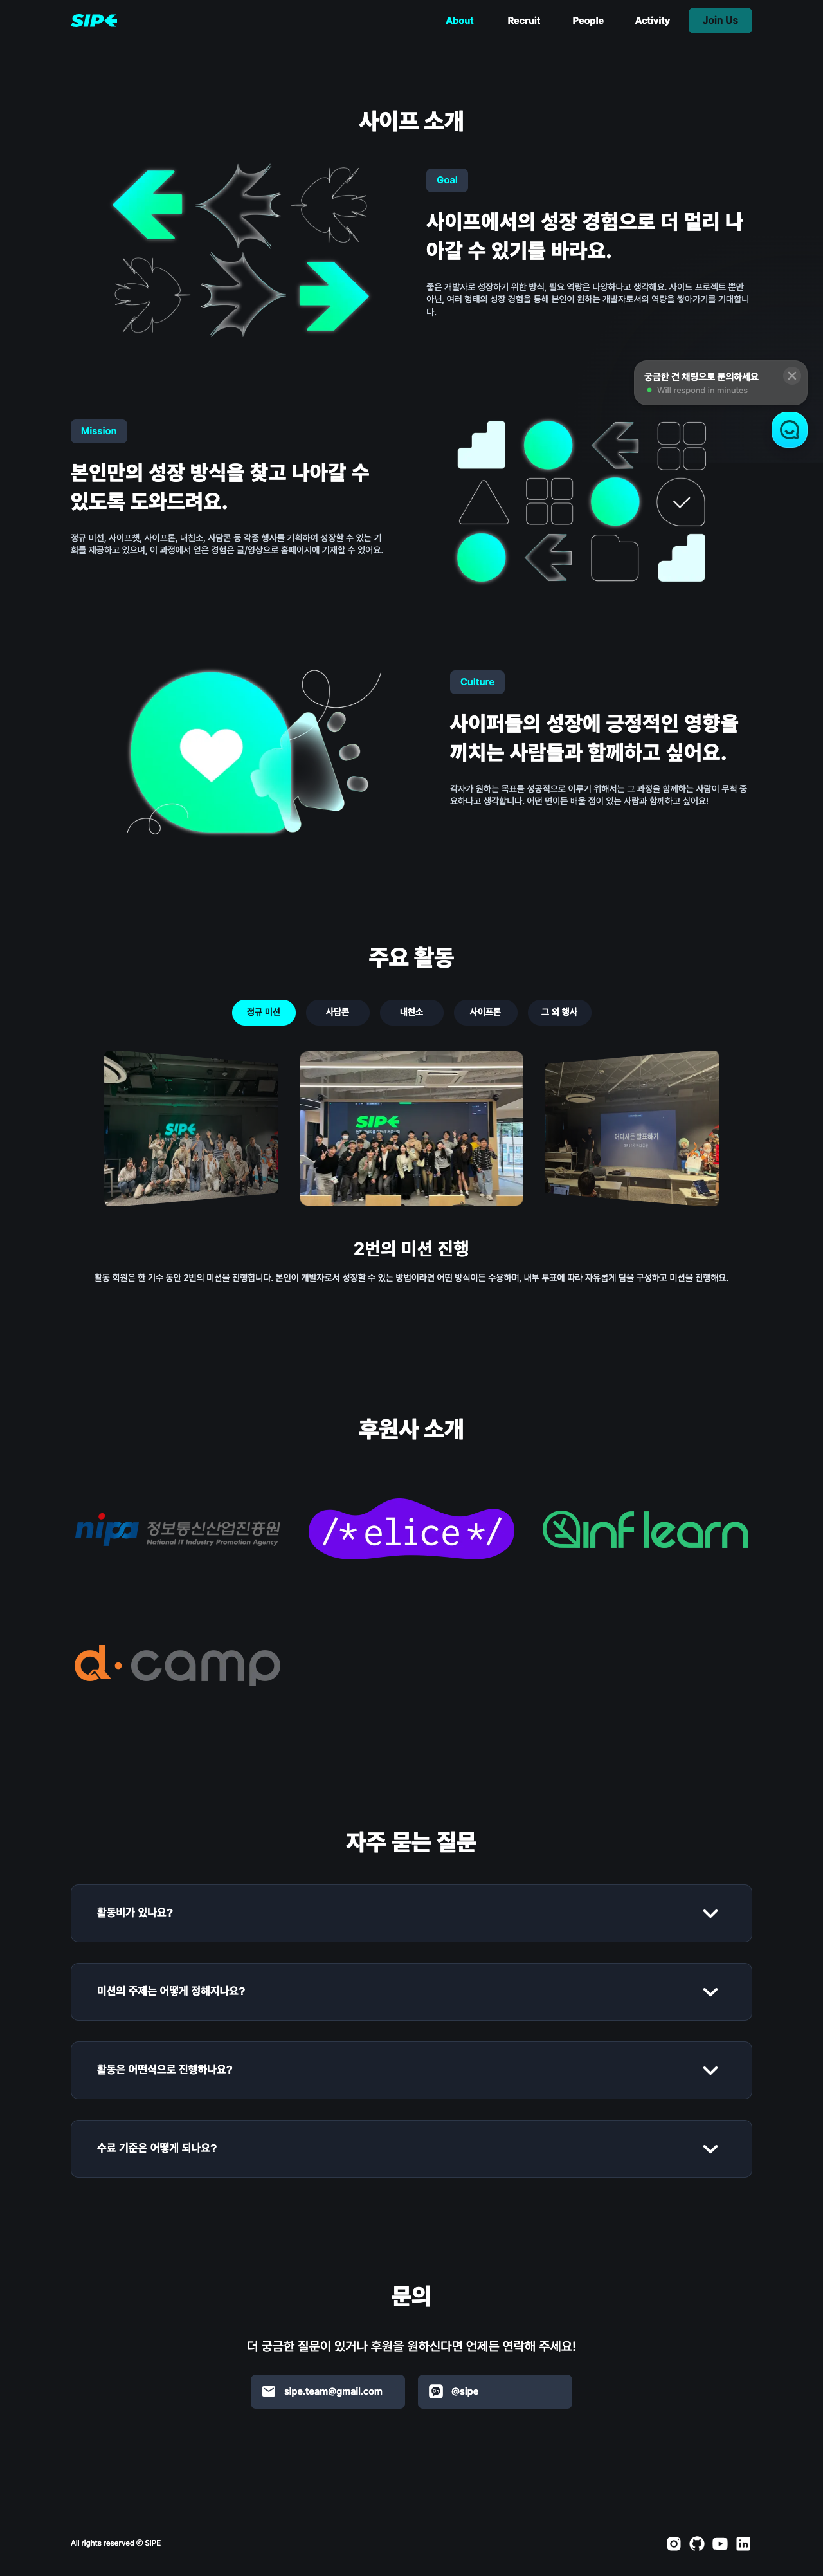 SIPE
About
Recruit
People
Activity
Join Us
사이프 소개
Goal
사이프에서의 성장 경험으로 더 멀리 나
아갈 수 있기를 바라요.
좋은 개발자로 성장하기 위한 방식, 필요 역량은 다양하다고 생각해요. 사이드 프로젝트 뿐만
아닌, 여러 형태의 성장 경험을 통해 본인이 원하는 개발자로서의 역량을 쌓아가기를 기대합니
다.
궁금한 건 채팅으로 문의하세요
Will respond in minutes
Mission
본인만의 성장 방식을 찾고 나아갈 수
있도록 도와드려요.
정규 미션, 사이프챗, 사이프톤, 내친소, 사담콘 등 각종 행사를 기획하여 성장할 수 있는 기
회를 제공하고 있으며, 이 과정에서 얻은 경험은 글/영상으로 홈페이지에 기재할 수 있어요.
Culture
사이퍼들의 성장에 긍정적인 영향을
끼치는 사람들과 함께하고 싶어요.
각자가 원하는 목표를 성공적으로 이루기 위해서는 그 과정을 함께하는 사람이 무척 중
요하다고 생각합니다. 어떤 면이든 배울 점이 있는 사람과 함께하고 싶어요!
주요 활동
정규 미션
사담콘
내친소
사이프톤
그 외 행사
SIPE
SIPE
어디서든 발표하기
2번의 미션 진행
활동 회원은 한 기수 동안 2번의 미션을 진행합니다. 본인이 개발자로서 성장할 수 있는 방법이라면 어떤 방식이든 수용하며, 내부 투표에 따라 자유롭게 팀을 구성하고 미션을 진행해요.
후원사 소개
nipa 정보통신산업진흥원
National IT Industry Promotion Agency
/*elice*/
inflearn
d·camp
자주 묻는 질문
활동비가 있나요?
미션의 주제는 어떻게 정해지나요?
활동은 어떤식으로 진행하나요?
수료 기준은 어떻게 되나요?
문의
더 궁금한 질문이 있거나 후원을 원하신다면 언제든 연락해 주세요!
sipe.team@gmail.com
@sipe
All rights reserved ⓒ SIPE